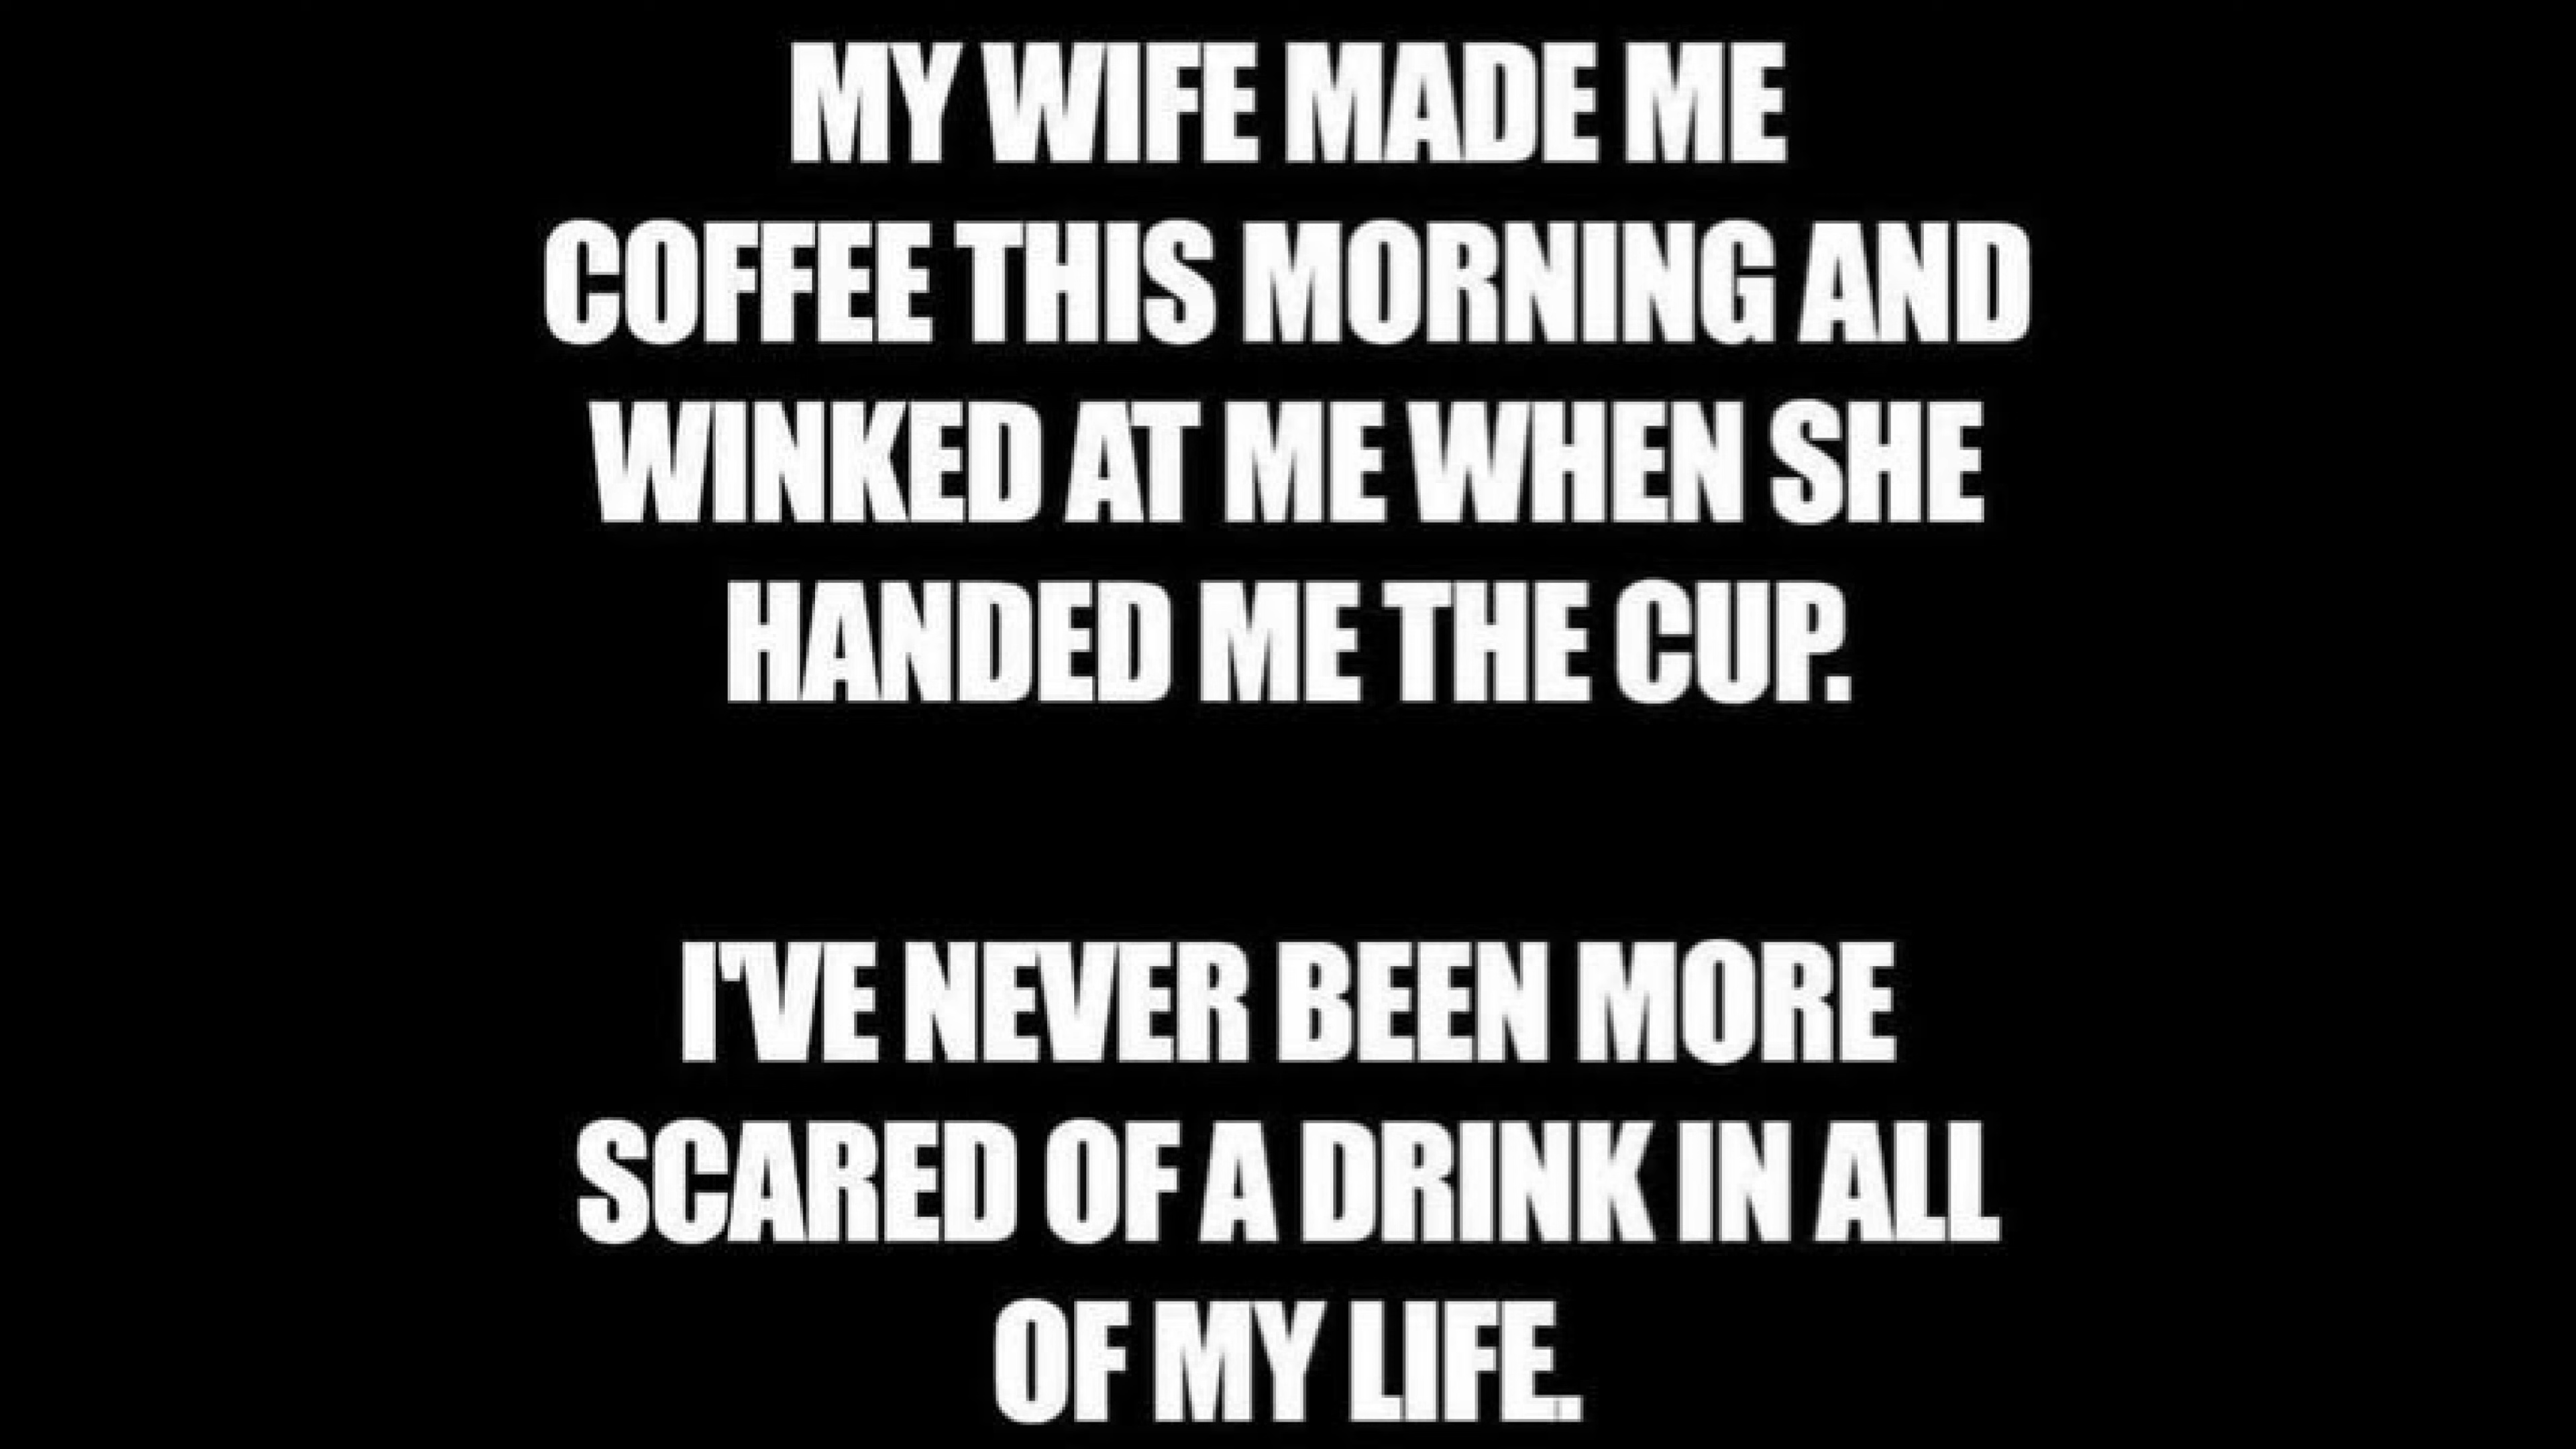 MY WIFE MADE ME
COFFEE THIS MORNING AND
WINKED AT ME WHEN SHE
HANDED ME THE CUP.
I'VE NEVER BEEN MORE
SCARED OF A DRINK IN ALL
OF MY LIFE.